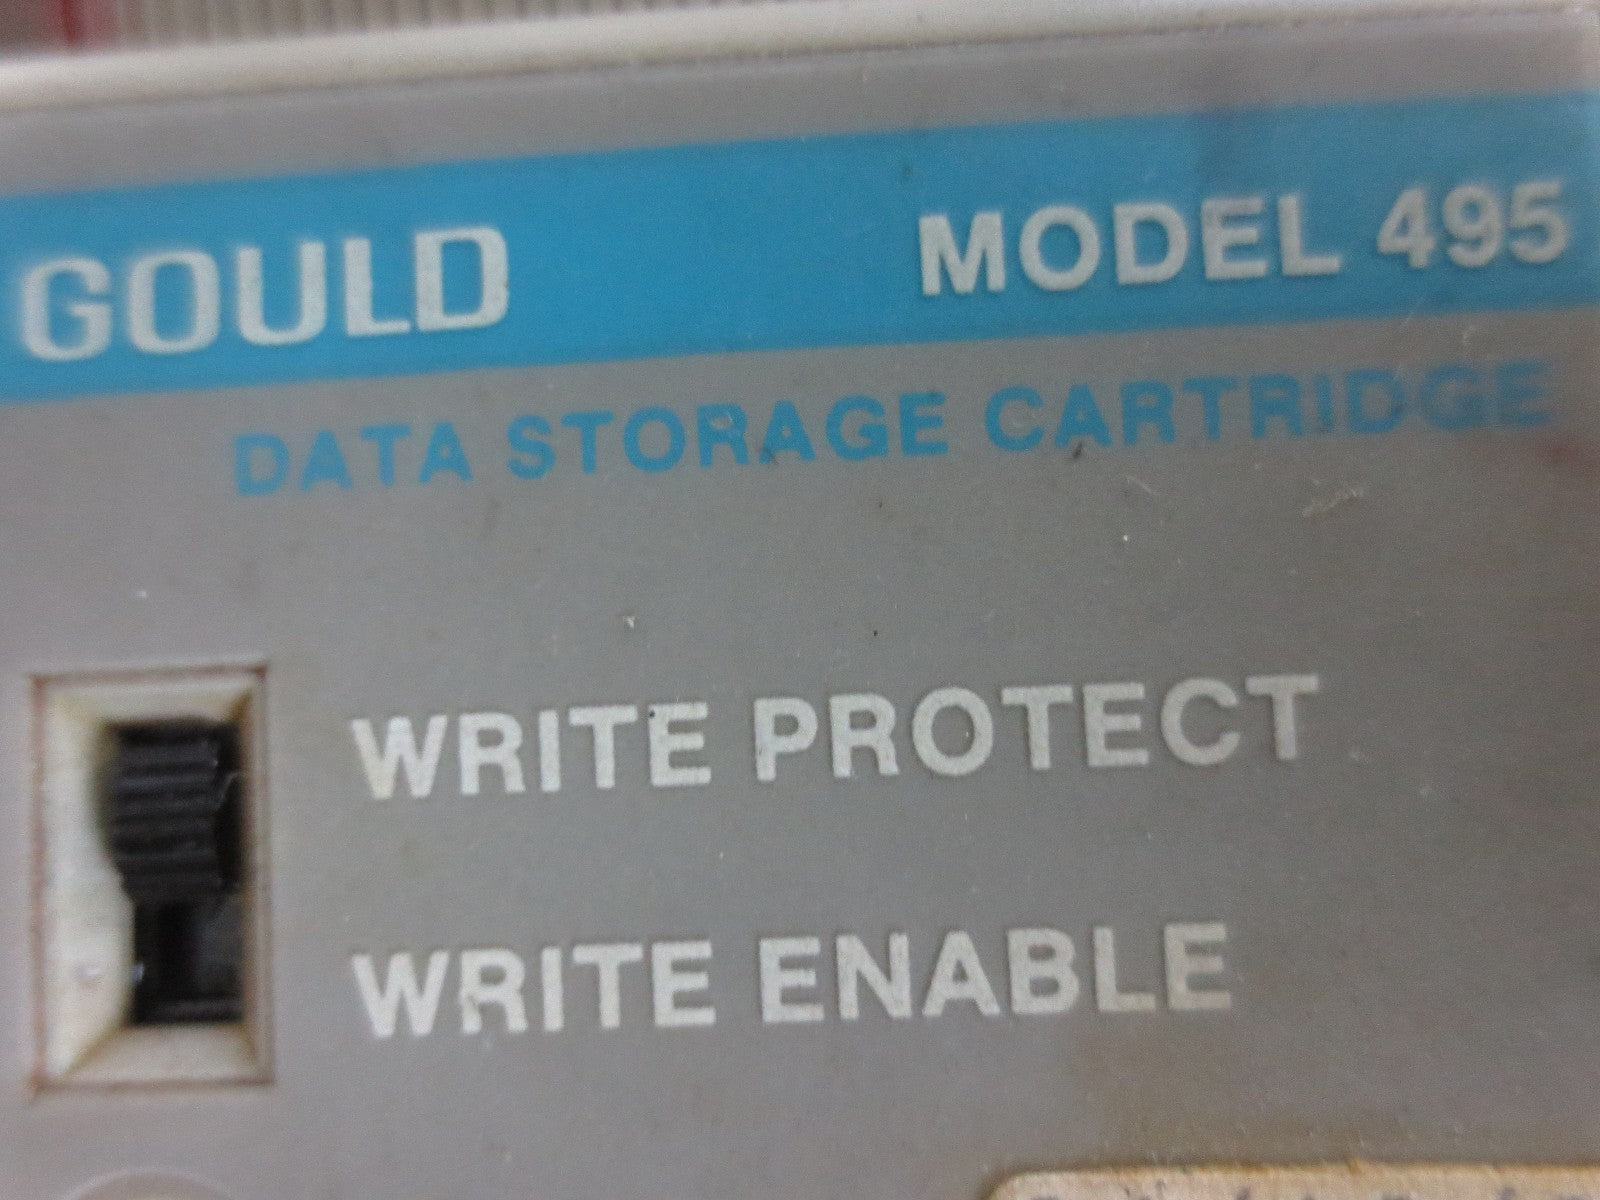 GOULD MODEL 495
DATA STORAGE CARTRIDGE
WRITE PROTECT
WRITE ENABLE